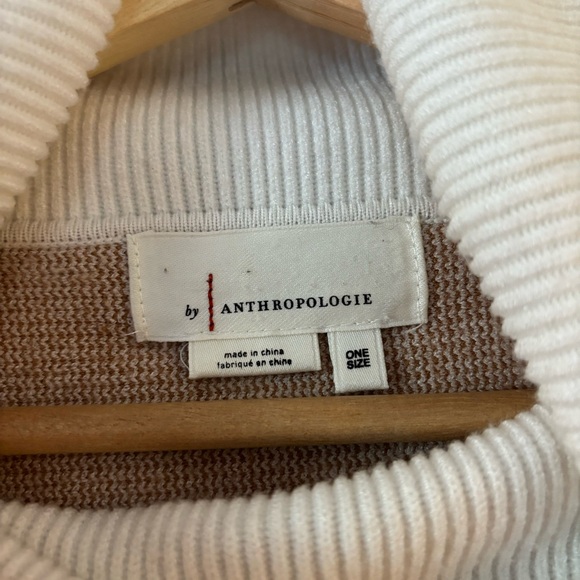 by ANTHROPOLOGIE
made in china
fabriqué en chine
ONE
SIZE